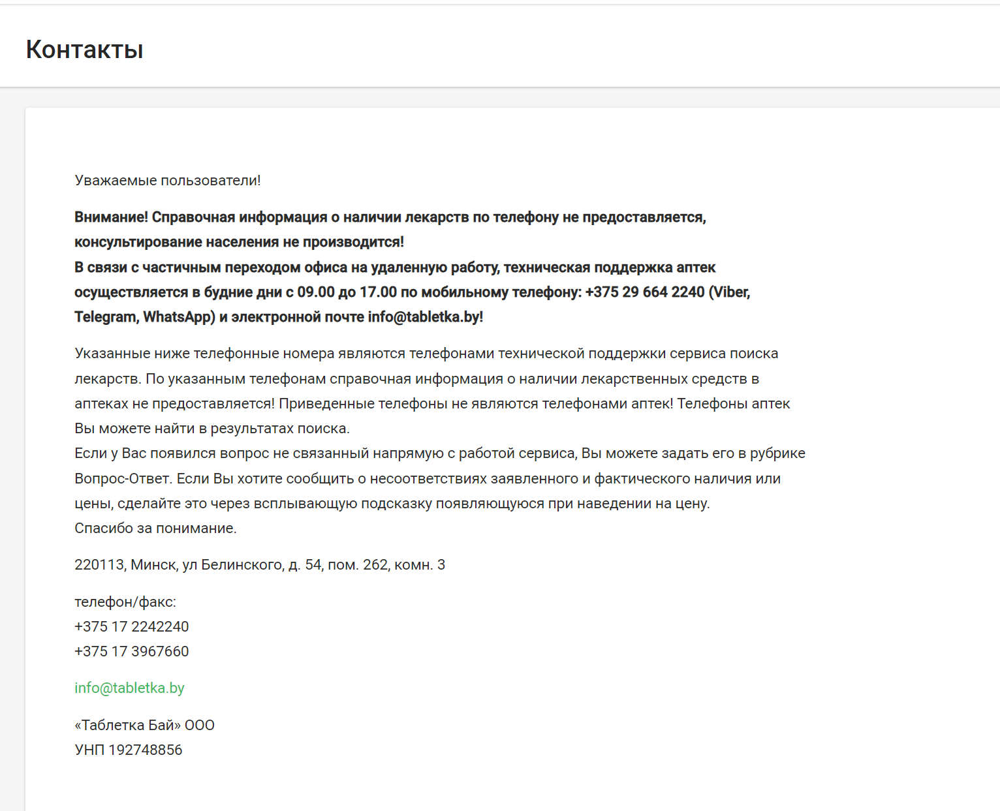 Контакты
Уважаемые пользователи!
Внимание! Справочная информация о наличии лекарств по телефону не предоставляется,
консультирование населения не производится!
В связи с частичным переходом офиса на удаленную работу, техническая поддержка аптек
осуществляется в будние дни с 09.00 до 17.00 по мобильному телефону: +375 29 664 2240 (Viber,
Telegram, WhatsApp) и электронной почте info@tabletka.by!
Указанные ниже телефонные номера являются телефонами технической поддержки сервиса поиска
лекарств. По указанным телефонам справочная информация о наличии лекарственных средств в
аптеках не предоставляется! Приведенные телефоны не являются телефонами аптек! Телефоны аптек
Вы можете найти в результатах поиска.
Если у Вас появился вопрос не связанный напрямую с работой сервиса, Вы можете задать его в рубрике
Вопрос-Ответ. Если Вы хотите сообщить о несоответствиях заявленного и фактического наличия или
цены, сделайте это через всплывающую подсказку появляющуюся при наведении на цену.
Спасибо за понимание.
220113, Минск, ул Белинского, д. 54, пом. 262, комн. 3
телефон/факс:
+375 17 2242240
+375 17 3967660
info@tabletka.by
«Таблетка Бай» ООО
УНП 192748856